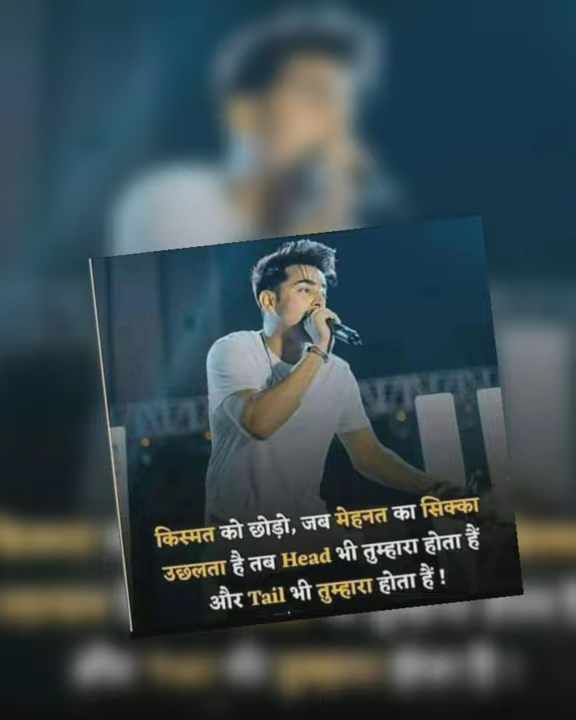 किस्मत को छोड़ो, जब मेहनत का सिक्का
उछलता है तब Head भी तुम्हारा होता हैं
और Tail भी तुम्हारा होता हैं !